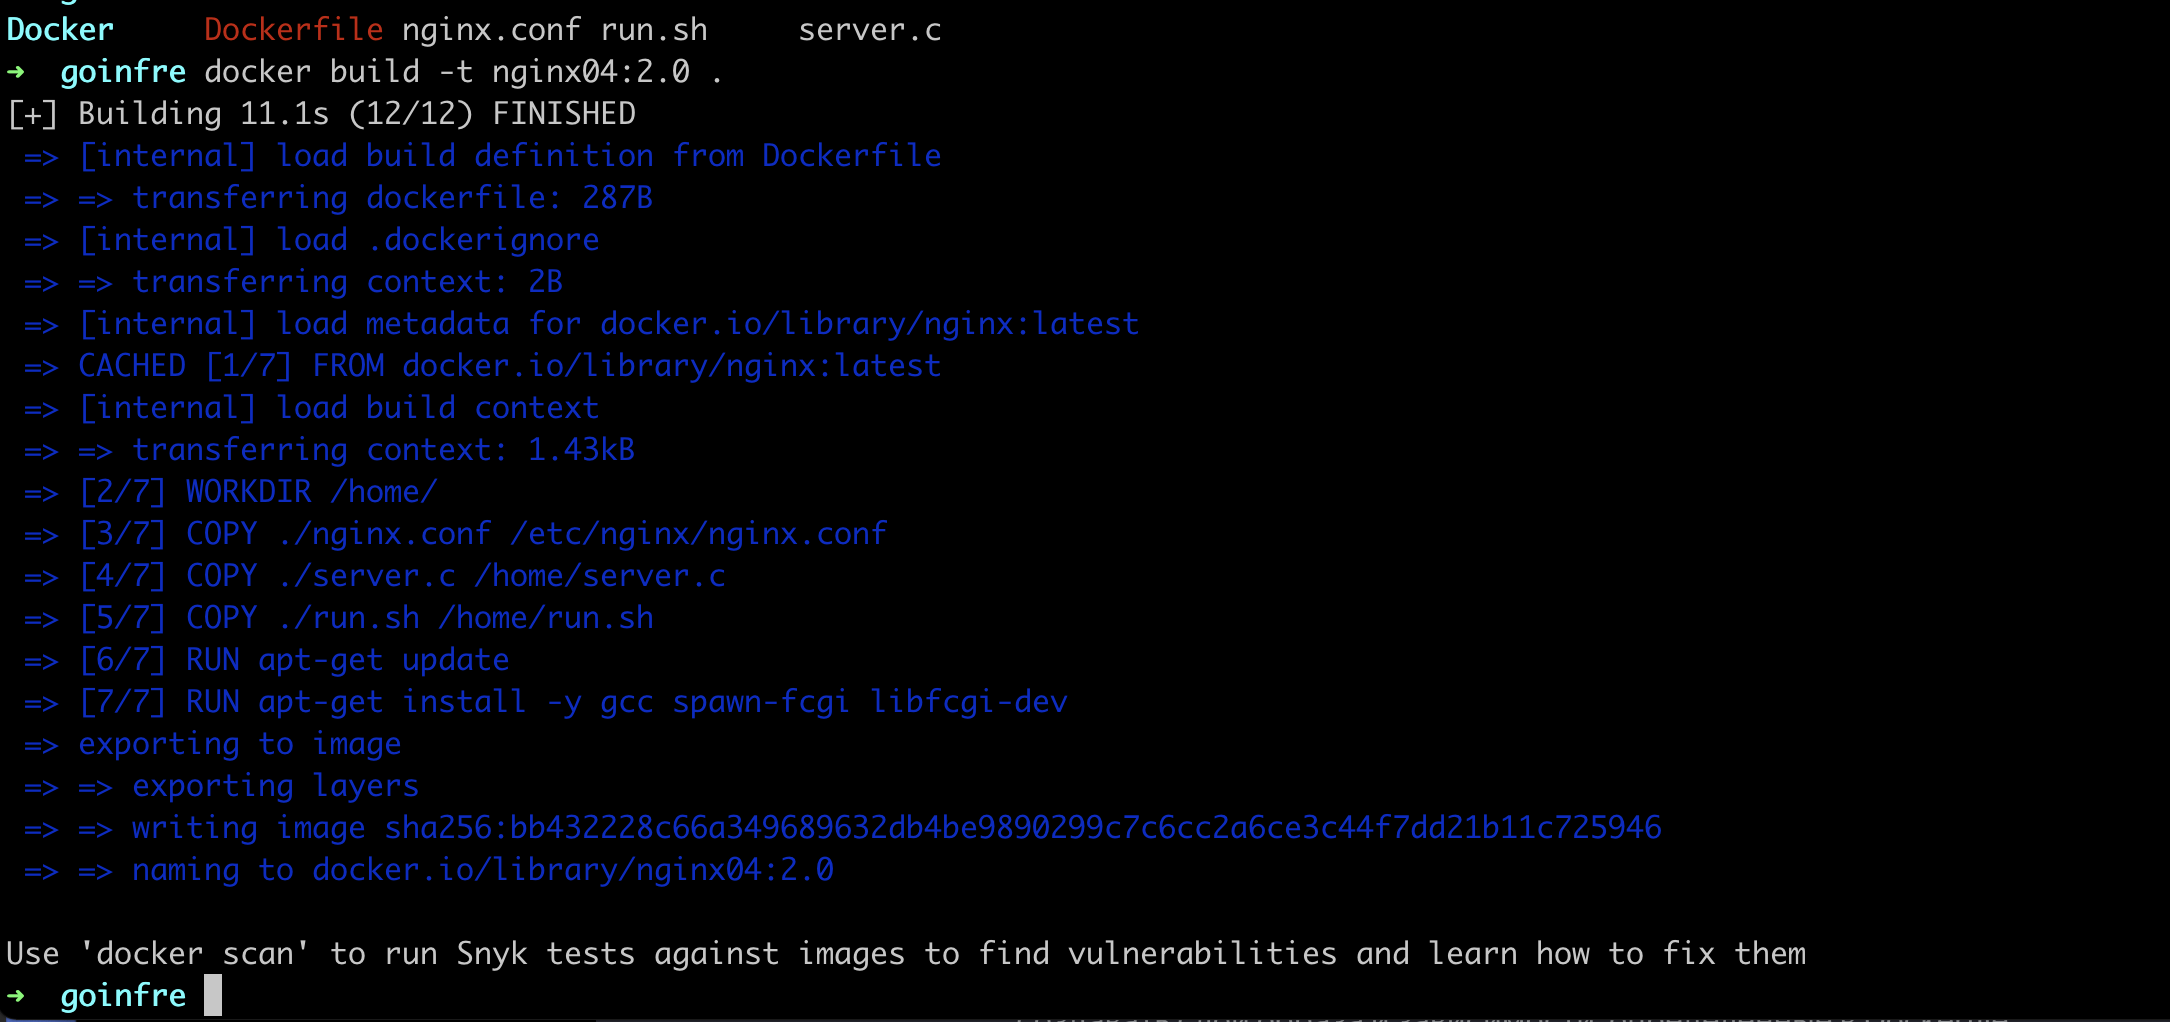 Docker Dockerfile nginx.conf run.sh server.c
➜ goinfre docker build -t nginx04:2.0 .
[+] Building 11.1s (12/12) FINISHED
=> [internal] load build definition from Dockerfile
=> => transferring dockerfile: 287B
=> [internal] load .dockerignore
=> => transferring context: 2B
=> [internal] load metadata for docker.io/library/nginx:latest
=> CACHED [1/7] FROM docker.io/library/nginx:latest
=> [internal] load build context
=> => transferring context: 1.43kB
=> [2/7] WORKDIR /home/
=> [3/7] COPY ./nginx.conf /etc/nginx/nginx.conf
=> [4/7] COPY ./server.c /home/server.c
=> [5/7] COPY ./run.sh /home/run.sh
=> [6/7] RUN apt-get update
=> [7/7] RUN apt-get install -y gcc spawn-fcgi libfcgi-dev
=> exporting to image
=> => exporting layers
=> => writing image sha256:bb432228c66a349689632db4be9890299c7c6cc2a6ce3c44f7dd21b11c725946
=> => naming to docker.io/library/nginx04:2.0
Use 'docker scan' to run Snyk tests against images to find vulnerabilities and learn how to fix them
➜ goinfre